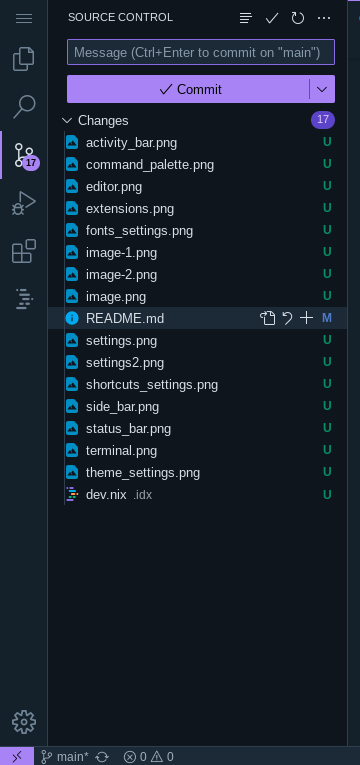 SOURCE CONTROL
Message (Ctrl+Enter to commit on "main")
Commit
Changes 17
activity_bar.png U
command_palette.png U
editor.png U
17
extensions.png U
fonts_settings.png U
image-1.png U
image-2.png U
image.png U
README.md M
settings.png U
settings2.png U
shortcuts_settings.png U
side_bar.png U
status_bar.png U
terminal.png U
theme_settings.png U
dev.nix .idx U
main* 0 0